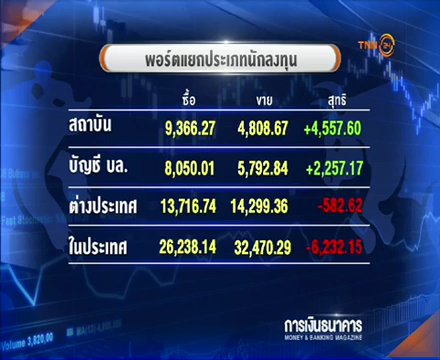 TNN 24
พอร์ตแยกประเภทนักลงทุน
ซื้อ ขาย สุทธิ
สถาบัน 9,366.27 4,808.67 +4,557.60
บัญชี บล. 8,050.01 5,792.84 +2,257.17
ต่างประเทศ 13,716.74 14,299.36 -582.62
ในประเทศ 26,238.14 32,470.29 -6,232.15
การเงินธนาคาร
MONEY & BANKING MAGAZINE
Volume 3,820.00